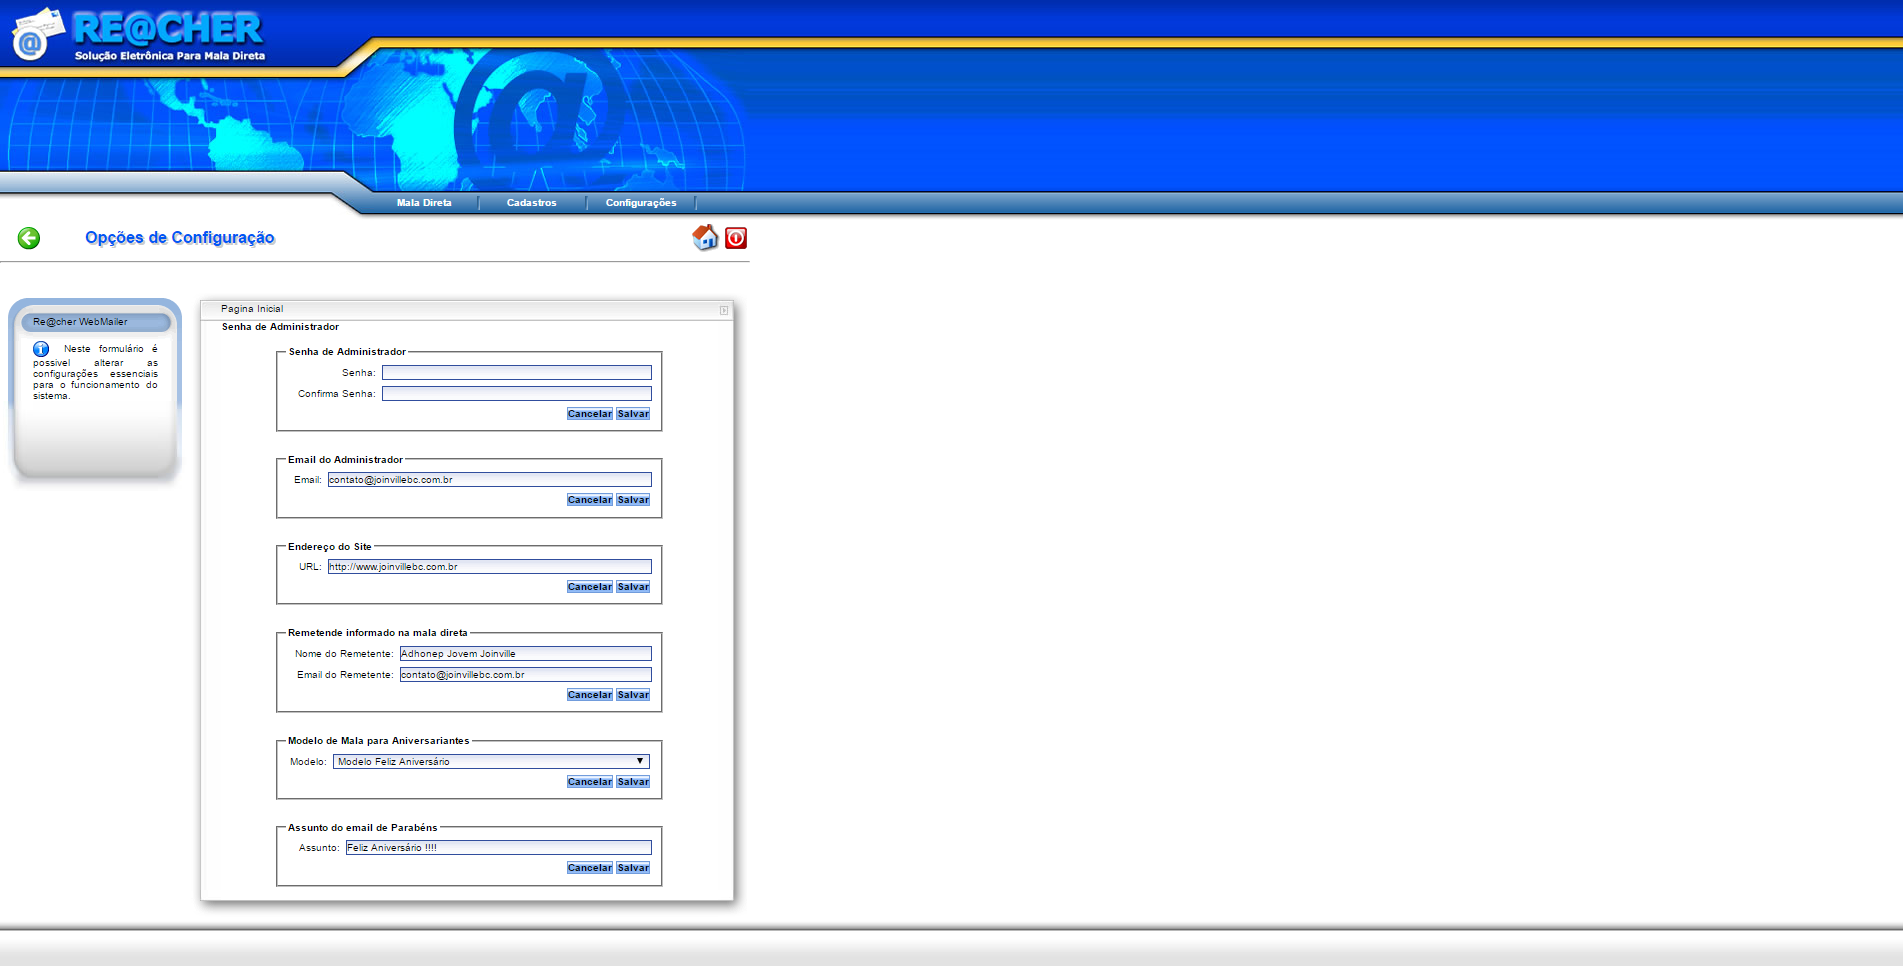 RE@CHER
Solução Eletrônica Para Mala Direta
Mala Direta
Cadastros
Configurações
Opções de Configuração
Re@cher WebMailer
Neste formulário é
possivel alterar as
configurações essenciais
para o funcionamento do
sistema.
Pagina Inicial
Senha de Administrador
Senha de Administrador
Senha:
Confirma Senha:
Cancelar Salvar
Email do Administrador
Email: contato@joinvillebc.com.br
Cancelar Salvar
Endereço do Site
URL: http://www.joinvillebc.com.br
Cancelar Salvar
Remetende informado na mala direta
Nome do Remetente: Adhonep Jovem Joinville
Email do Remetente: contato@joinvillebc.com.br
Cancelar Salvar
Modelo de Mala para Aniversariantes
Modelo: Modelo Feliz Aniversário
Cancelar Salvar
Assunto do email de Parabéns
Assunto: Feliz Aniversário !!!!
Cancelar Salvar